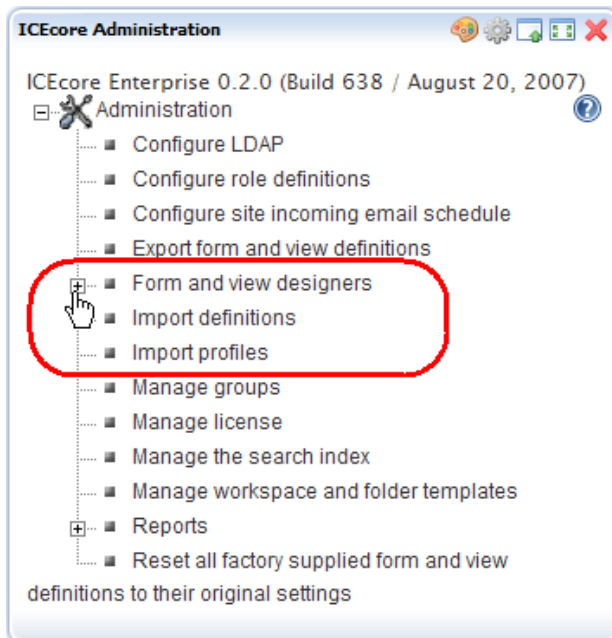 ICEcore Administration
ICEcore Enterprise 0.2.0 (Build 638 / August 20, 2007)
Administration
Configure LDAP
Configure role definitions
Configure site incoming email schedule
Export form and view definitions
Form and view designers
Import definitions
Import profiles
Manage groups
Manage license
Manage the search index
Manage workspace and folder templates
Reports
Reset all factory supplied form and view
definitions to their original settings